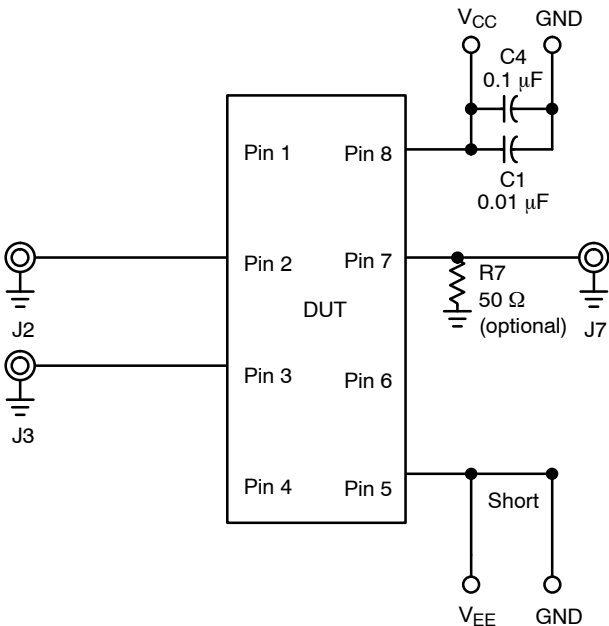 VCC GND
C4
0.1 μF
Pin 1 Pin 8
C1
0.01 μF
Pin 2 Pin 7
J2
R7
50 Ω
(optional)
J7
DUT
Pin 3 Pin 6
J3
Pin 4 Pin 5
Short
VEE GND